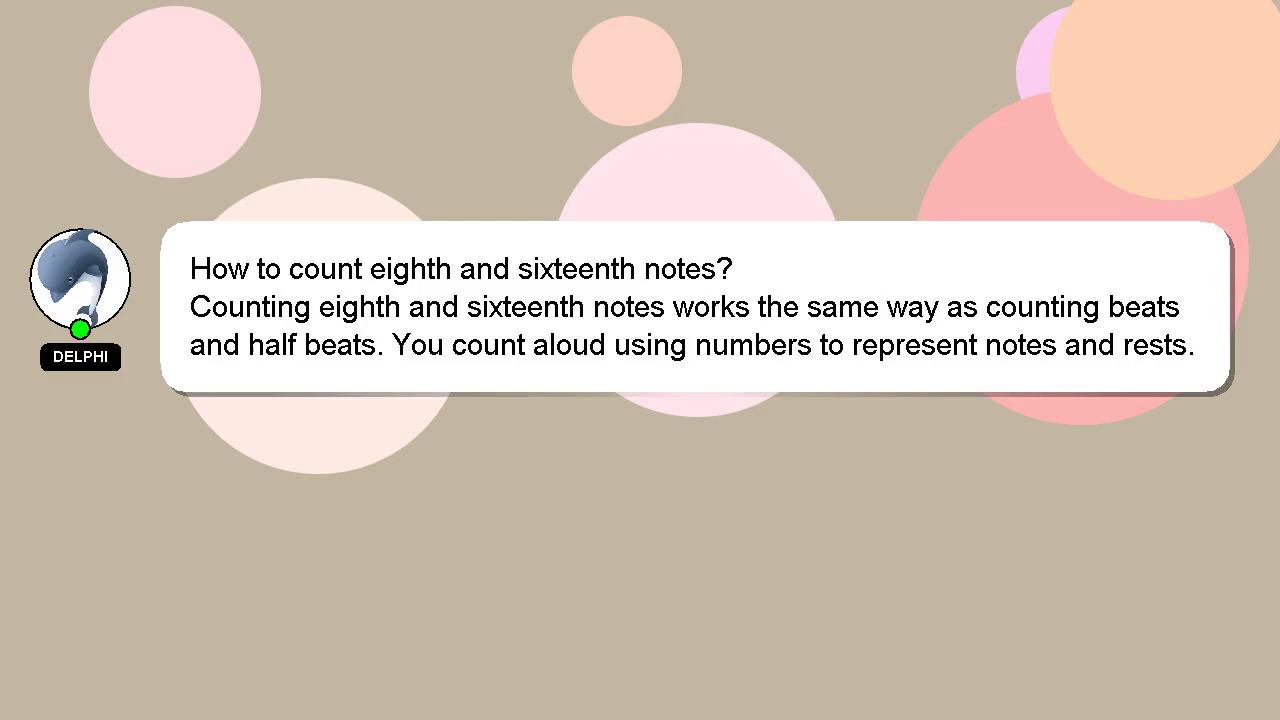 How to count eighth and sixteenth notes?
Counting eighth and sixteenth notes works the same way as counting beats
and half beats. You count aloud using numbers to represent notes and rests.
DELPHI